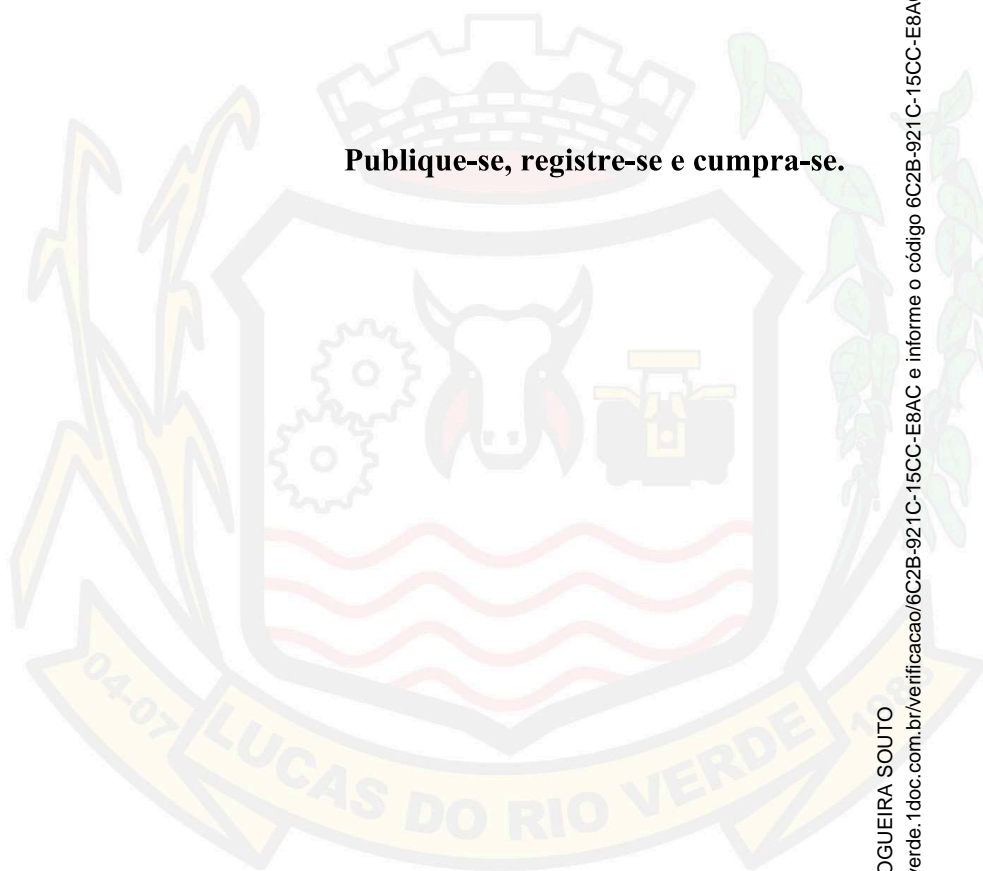 Publique-se, registre-se e cumpra-se.
04-07
LUCAS DO RIO VERDE
OGUEIRA SOUTO
verde.1doc.com.br/verificacao/6C2B-921C-15CC-E8AC e informe o código 6C2B-921C-15CC-E8AC